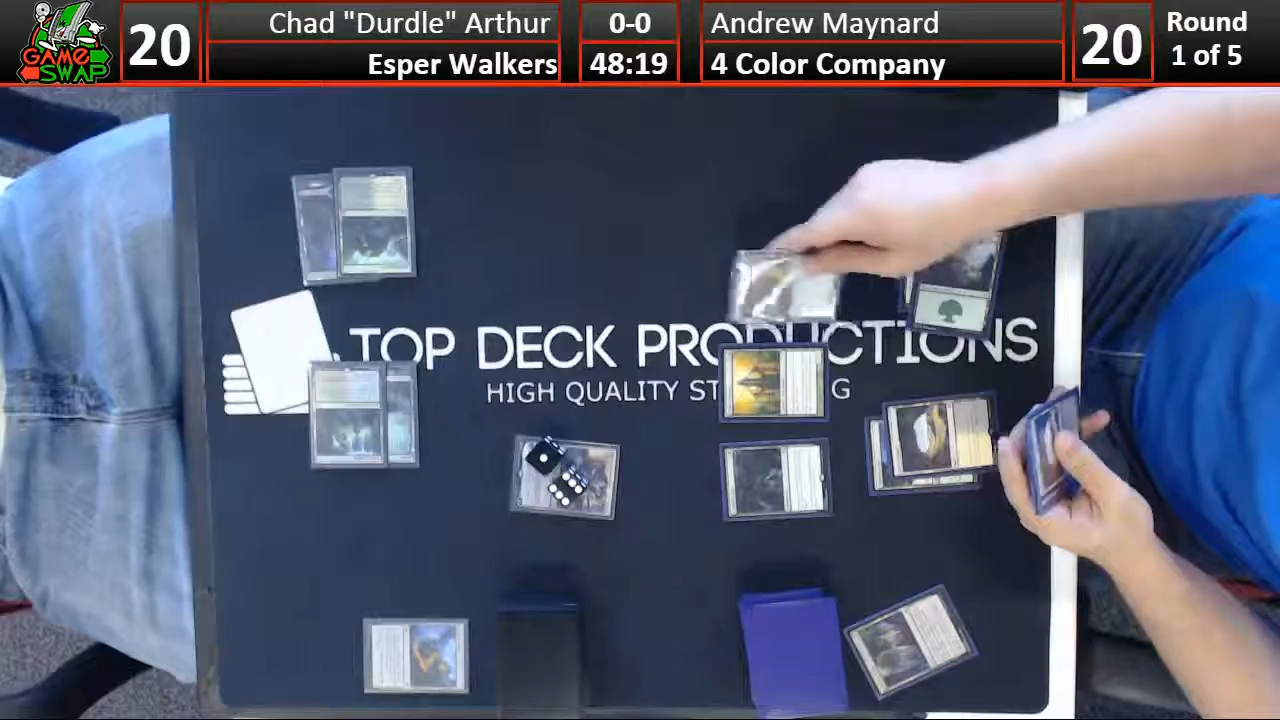 GAME SWAP
20
Chad "Durdle" Arthur
Esper Walkers
0-0
48:19
Andrew Maynard
4 Color Company
20
Round
1 of 5
TOP DECK PRODUCTIONS
HIGH QUALITY ST
G